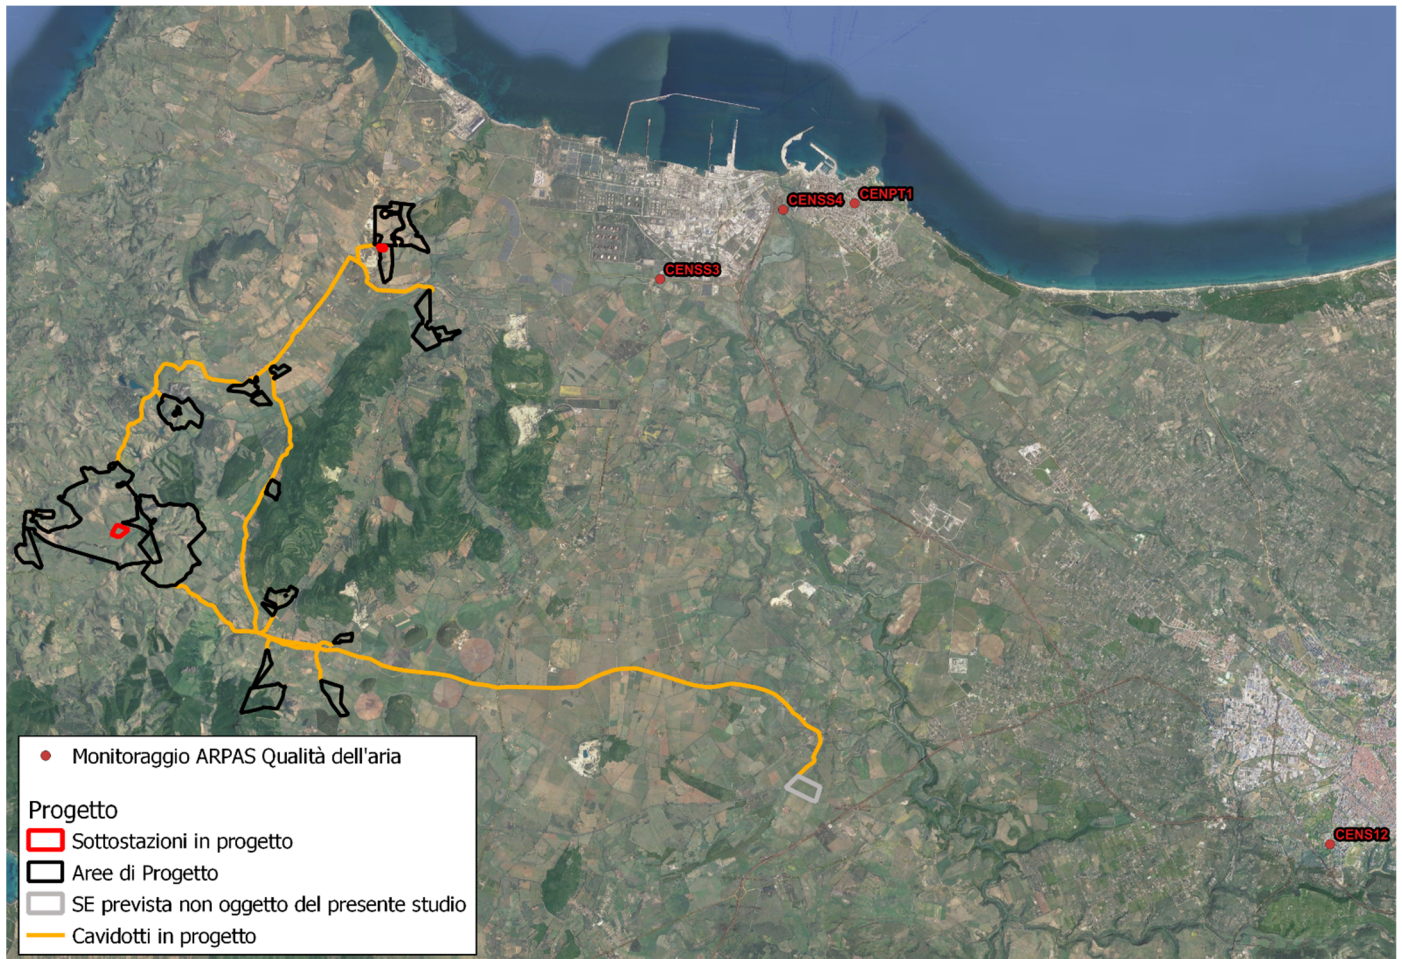 CENSS4
CENPT1
CENSS3
CENS12
Monitoraggio ARPAS Qualità dell'aria
Progetto
Sottostazioni in progetto
Aree di Progetto
SE prevista non oggetto del presente studio
Cavidotti in progetto